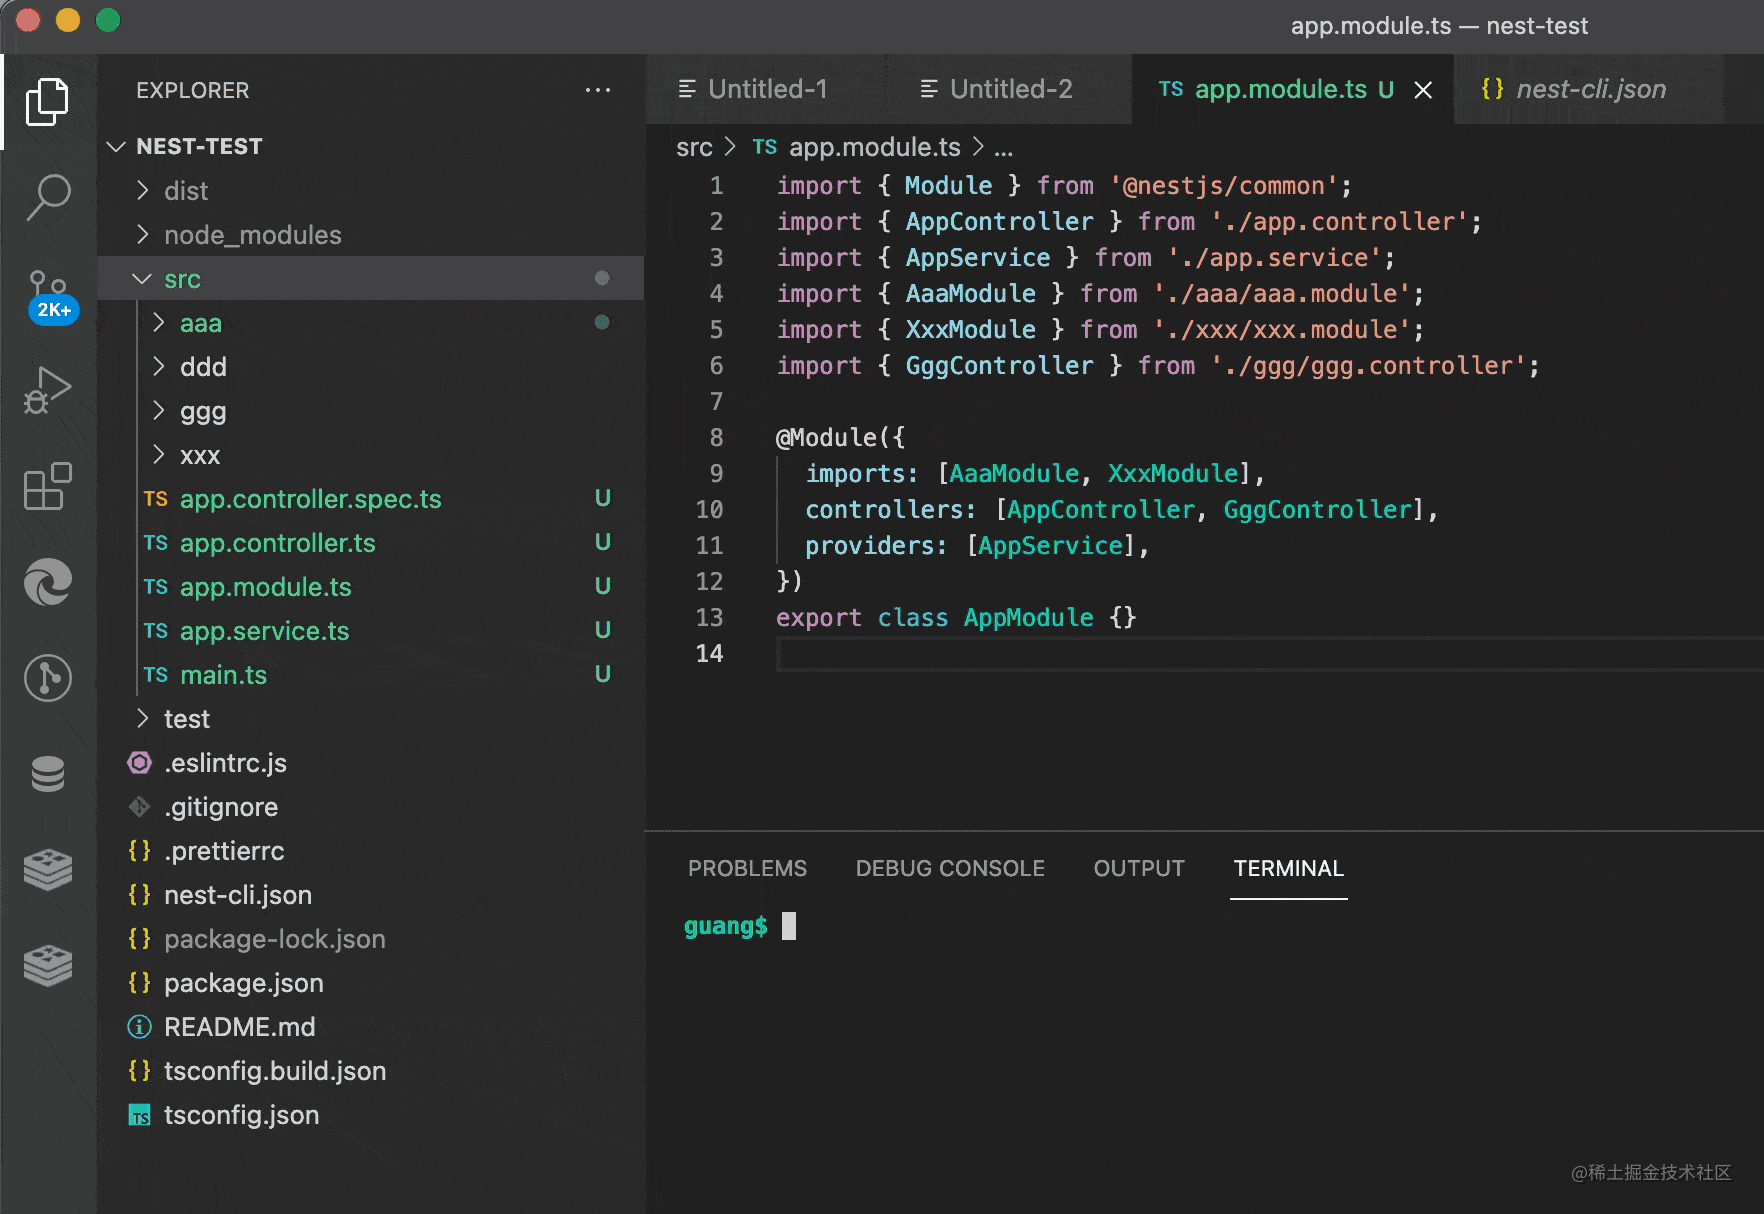 app.module.ts — nest-test
EXPLORER
NEST-TEST
dist
node_modules
src
aaa
ddd
ggg
xxx
TS app.controller.spec.ts U
TS app.controller.ts U
TS app.module.ts U
TS app.service.ts U
TS main.ts U
test
.eslintrc.js
.gitignore
{} .prettierrc
{} nest-cli.json
{} package-lock.json
{} package.json
README.md
{} tsconfig.build.json
TS tsconfig.json
2K+
Untitled-1
Untitled-2
TS app.module.ts U
{} nest-cli.json
src > TS app.module.ts > ...
1 import { Module } from '@nestjs/common';
2 import { AppController } from './app.controller';
3 import { AppService } from './app.service';
4 import { AaaModule } from './aaa/aaa.module';
5 import { XxxModule } from './xxx/xxx.module';
6 import { GggController } from './ggg/ggg.controller';
7
8 @Module({
9 imports: [AaaModule, XxxModule],
10 controllers: [AppController, GggController],
11 providers: [AppService],
12 })
13 export class AppModule {}
14
PROBLEMS DEBUG CONSOLE OUTPUT TERMINAL
guang$
@稀土掘金技术社区